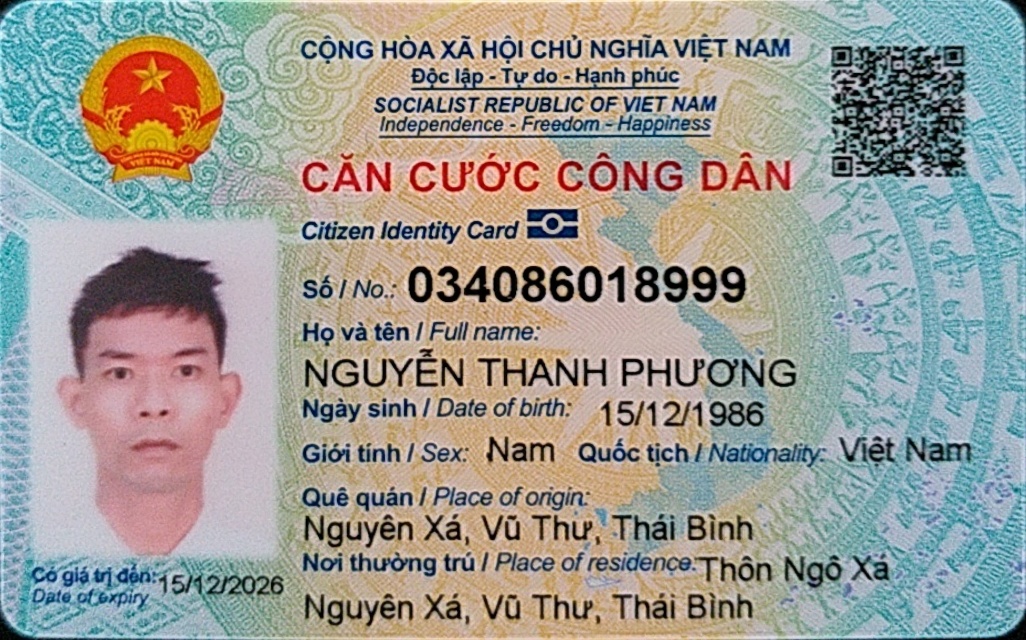 CỘNG HÒA XÃ HỘI CHỦ NGHĨA VIỆT NAM
Độc lập - Tự do - Hạnh phúc
SOCIALIST REPUBLIC OF VIET NAM
Independence - Freedom - Happiness
CĂN CƯỚC CÔNG DÂN
Citizen Identity Card
Số / No.: 034086018999
Họ và tên / Full name:
NGUYỄN THANH PHƯƠNG
Ngày sinh / Date of birth: 15/12/1986
Giới tính / Sex: Nam Quốc tịch / Nationality: Việt Nam
Quê quán / Place of origin:
Nguyên Xá, Vũ Thư, Thái Bình
Nơi thường trú / Place of residence: Thôn Ngô Xá
Nguyên Xá, Vũ Thư, Thái Bình
Có giá trị đến: 15/12/2026
Date of expiry
VIỆT NAM